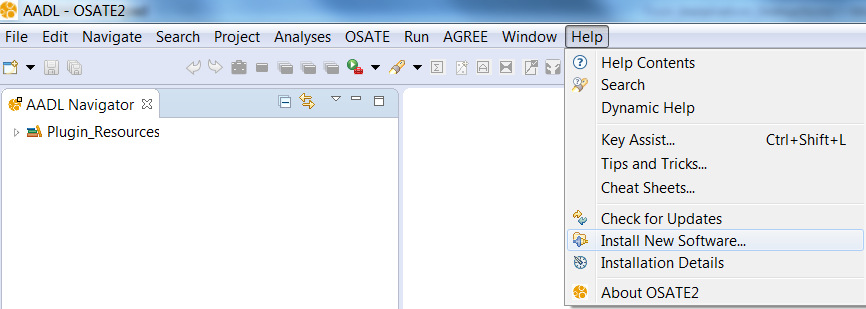 AADL - OSATE2
File Edit Navigate Search Project Analyses OSATE Run AGREE Window Help
AADL Navigator
Plugin_Resources
Help Contents
Search
Dynamic Help
Key Assist... Ctrl+Shift+L
Tips and Tricks...
Cheat Sheets...
Check for Updates
Install New Software...
Installation Details
About OSATE2